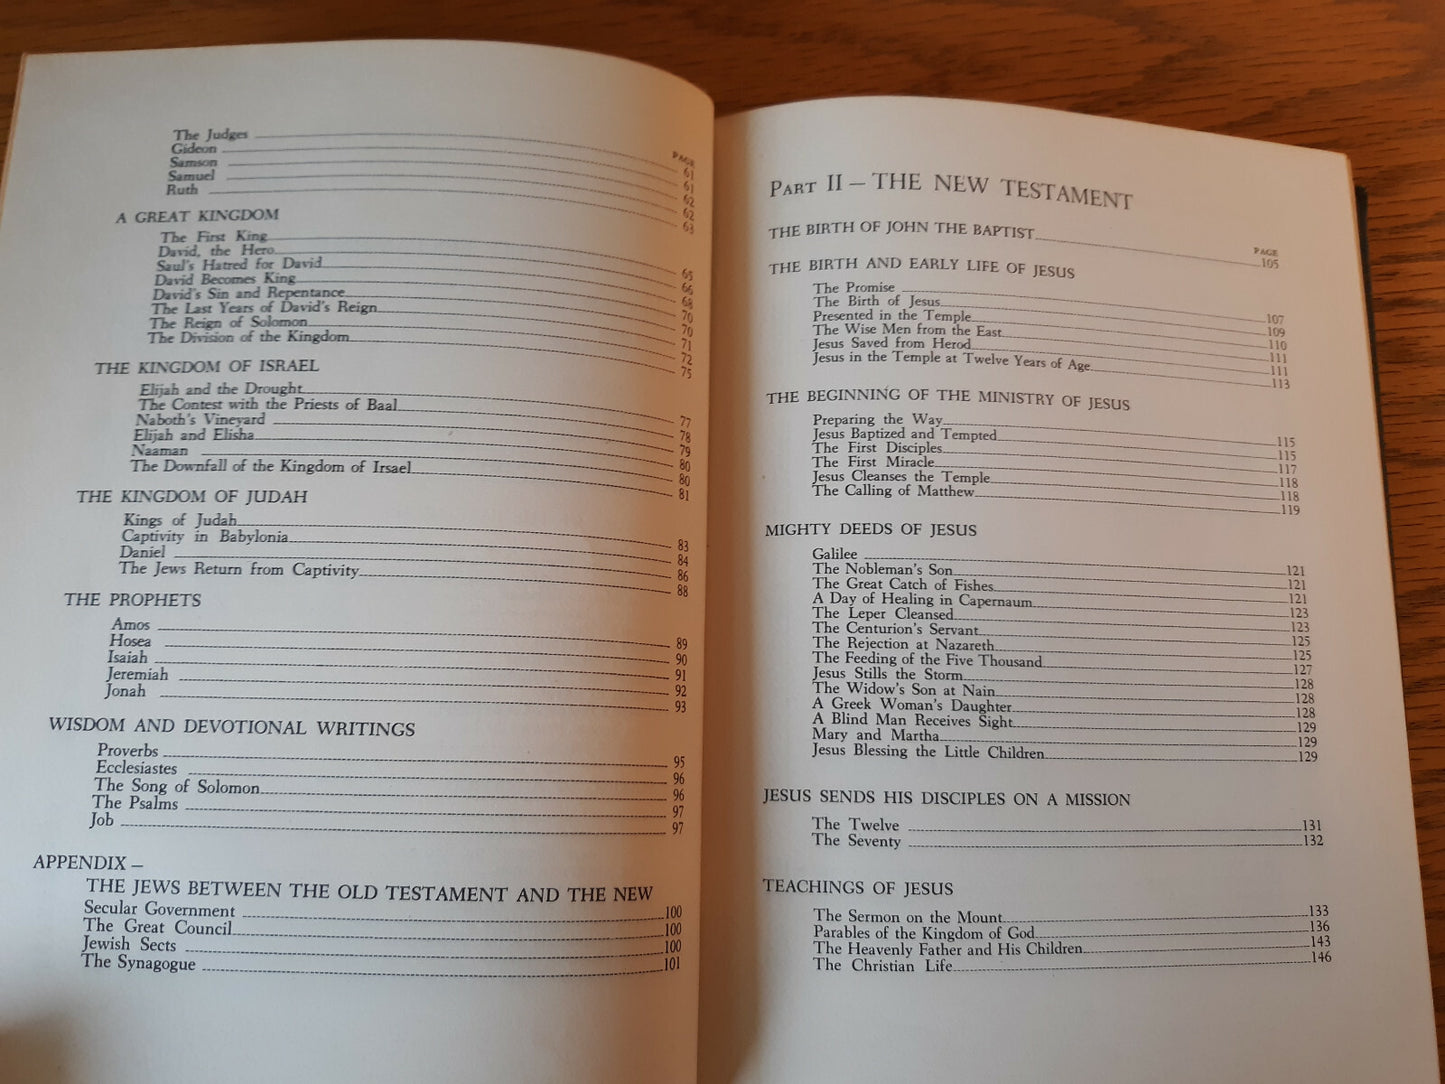 PAGE
The Judges 61
Gideon 61
Samson 62
Samuel 62
Ruth 63
A GREAT KINGDOM
The First King 65
David, the Hero 66
Saul's Hatred for David 68
David Becomes King 70
David's Sin and Repentance 70
The Last Years of David's Reign 71
The Reign of Solomon 72
The Division of the Kingdom 75
THE KINGDOM OF ISRAEL
Elijah and the Drought 77
The Contest with the Priests of Baal 78
Naboth's Vineyard 79
Elijah and Elisha 80
Naaman 80
The Downfall of the Kingdom of Irsael 81
THE KINGDOM OF JUDAH
Kings of Judah 83
Captivity in Babylonia 84
Daniel 86
The Jews Return from Captivity 88
THE PROPHETS
Amos 89
Hosea 90
Isaiah 91
Jeremiah 92
Jonah 93
WISDOM AND DEVOTIONAL WRITINGS
Proverbs 95
Ecclesiastes 96
The Song of Solomon 96
The Psalms 97
Job 97
APPENDIX —
THE JEWS BETWEEN THE OLD TESTAMENT AND THE NEW
Secular Government 100
The Great Council 100
Jewish Sects 100
The Synagogue 101
PART II — THE NEW TESTAMENT
PAGE
THE BIRTH OF JOHN THE BAPTIST 105
THE BIRTH AND EARLY LIFE OF JESUS
The Promise 107
The Birth of Jesus 109
Presented in the Temple 110
The Wise Men from the East 111
Jesus Saved from Herod 111
Jesus in the Temple at Twelve Years of Age 113
THE BEGINNING OF THE MINISTRY OF JESUS
Preparing the Way 115
Jesus Baptized and Tempted 115
The First Disciples 117
The First Miracle 118
Jesus Cleanses the Temple 118
The Calling of Matthew 119
MIGHTY DEEDS OF JESUS
Galilee 121
The Nobleman's Son 121
The Great Catch of Fishes 121
A Day of Healing in Capernaum 123
The Leper Cleansed 123
The Centurion's Servant 125
The Rejection at Nazareth 125
The Feeding of the Five Thousand 127
Jesus Stills the Storm 128
The Widow's Son at Nain 128
A Greek Woman's Daughter 128
A Blind Man Receives Sight 129
Mary and Martha 129
Jesus Blessing the Little Children 129
JESUS SENDS HIS DISCIPLES ON A MISSION
The Twelve 131
The Seventy 132
TEACHINGS OF JESUS
The Sermon on the Mount 133
Parables of the Kingdom of God 136
The Heavenly Father and His Children 143
The Christian Life 146